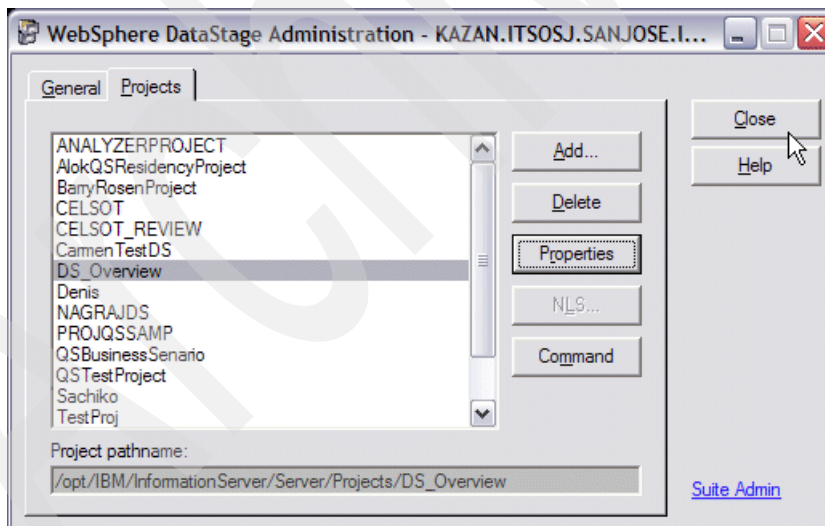 WebSphere DataStage Administration - KAZAN.ITSOSJ.SANJOSE.I...
General Projects
Close
Help
ANALYZERPROJECT
AlokQSResidencyProject
BarryRosenProject
CELSOT
CELSOT_REVIEW
CarmenTestDS
DS_Overview
Denis
NAGRAJDS
PROJQSSAMP
QSBusinessSenario
QSTestProject
Sachiko
TestProj
Add...
Delete
Properties
NLS...
Command
Project pathname:
/opt/IBM/InformationServer/Server/Projects/DS_Overview
Suite Admin